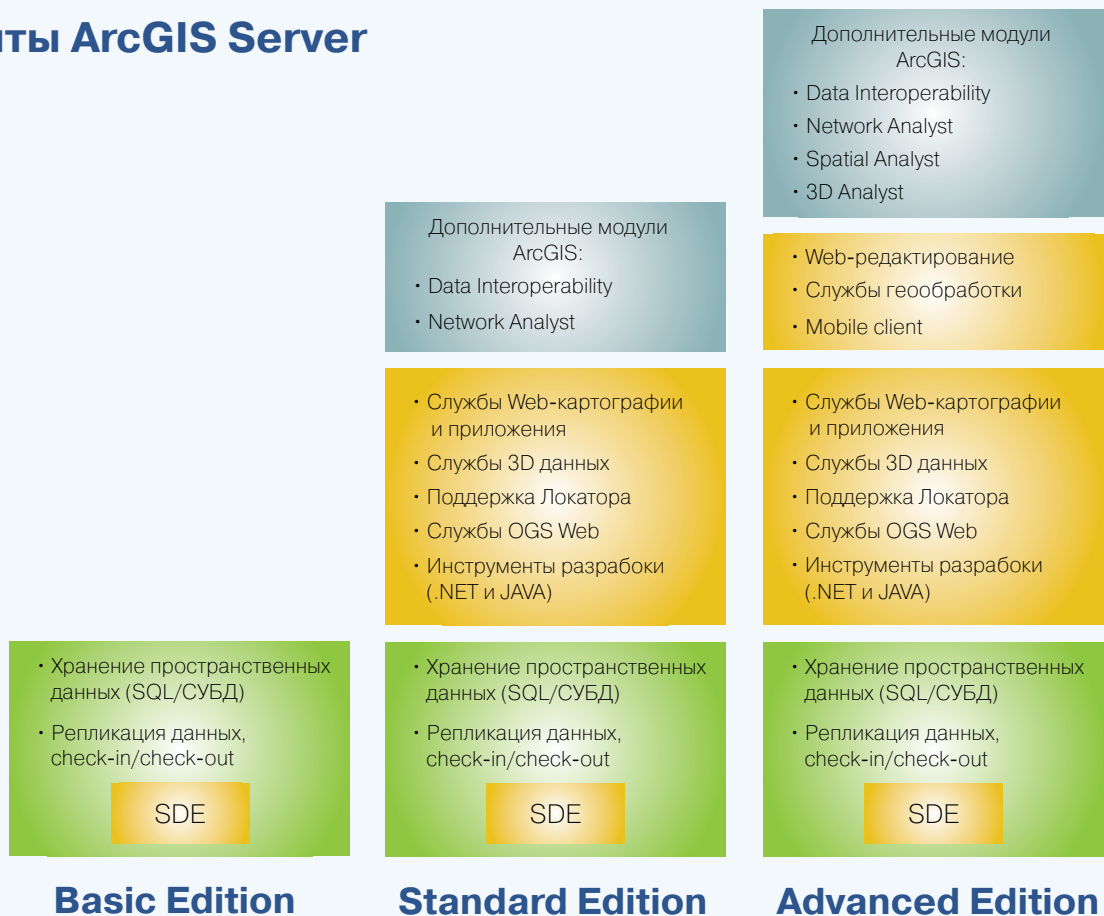 ты ArcGIS Server
Дополнительные модули
ArcGIS:
• Data Interoperability
• Network Analyst
• Spatial Analyst
• 3D Analyst
Дополнительные модули
ArcGIS:
• Data Interoperability
• Network Analyst
• Web-редактирование
• Службы геообработки
• Mobile client
• Службы Web-картографии
и приложения
• Службы 3D данных
• Поддержка Локатора
• Службы OGS Web
• Инструменты разрабоки
(.NET и JAVA)
• Службы Web-картографии
и приложения
• Службы 3D данных
• Поддержка Локатора
• Службы OGS Web
• Инструменты разрабоки
(.NET и JAVA)
• Хранение пространственных
данных (SQL/СУБД)
• Репликация данных,
check-in/check-out
SDE
• Хранение пространственных
данных (SQL/СУБД)
• Репликация данных,
check-in/check-out
SDE
• Хранение пространственных
данных (SQL/СУБД)
• Репликация данных,
check-in/check-out
SDE
Basic Edition
Standard Edition
Advanced Edition